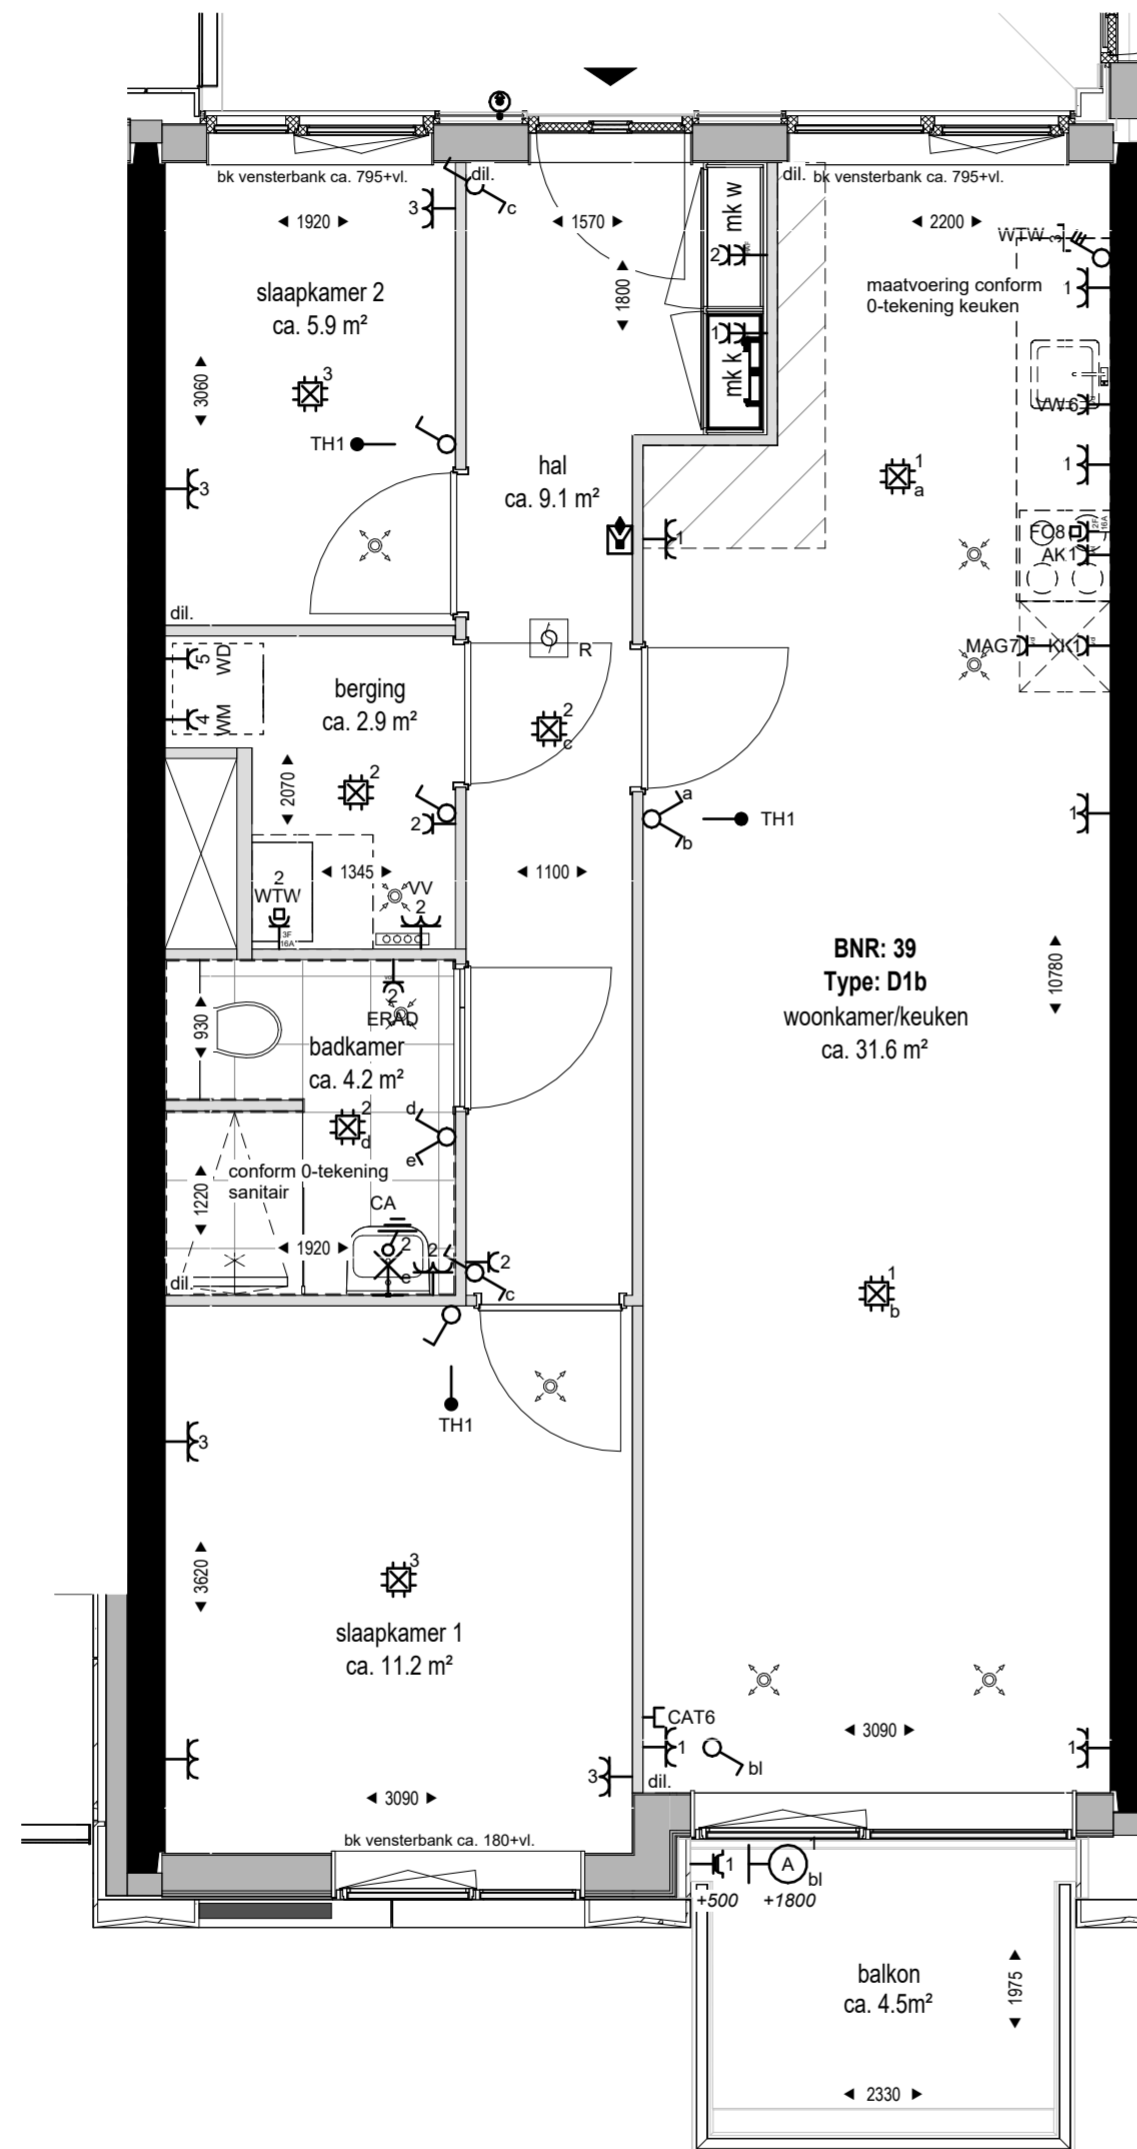 bk vensterbank ca. 795+vl.
dil.
c
dil.
bk vensterbank ca. 795+vl.
3
1920
1570
2200
mk w
2
WTW
3
slaapkamer 2
ca. 5.9 m²
1800
maatvoering conform
0-tekening keuken
1
1
mk k
3060
3
TH1
VW6
hal
ca. 9.1 m²
1
a
1
3
1
FO8
2F
16A
AK1
dil.
R
MAG7
KK1
5
WD
4
WM
berging
ca. 2.9 m²
2
c
2070
2
2
a
b
TH1
1
1345
1100
2
WTW
3F
16A
VV
2
BNR: 39
Type: D1b
woonkamer/keuken
ca. 31.6 m²
10780
930
2
ERAD
badkamer
ca. 4.2 m²
2
d
d
e
conform 0-tekening
sanitair
1220
CA
1920
2
e
2
2
c
dil.
1
b
TH1
3
3620
3
slaapkamer 1
ca. 11.2 m²
CAT6
1
bl
3090
1
3
dil.
3090
bk vensterbank ca. 180+vl.
1
A
1
bl
+500
+1800
balkon
ca. 4.5m²
1975
2330